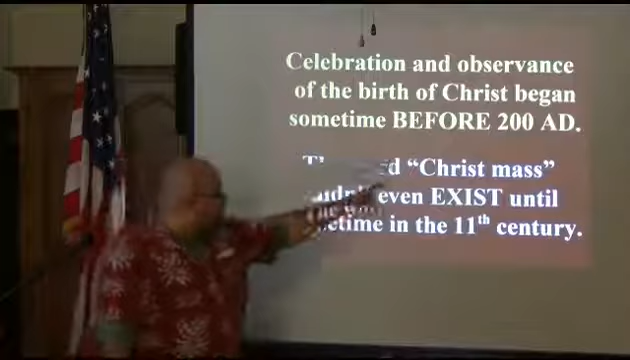 Celebration and observance
of the birth of Christ began
sometime BEFORE 200 AD.
"Christ mass"
even EXIST until
in the 11th century.